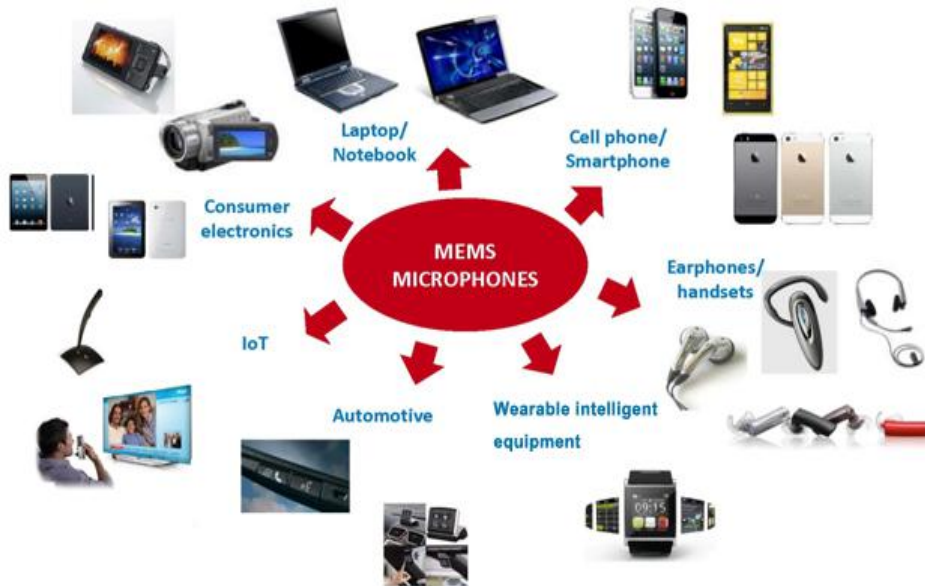 Laptop/
Notebook
Cell phone/
Smartphone
Consumer
electronics
MEMS
MICROPHONES
Earphones/
handsets
IoT
Automotive
Wearable intelligent
equipment
09:15